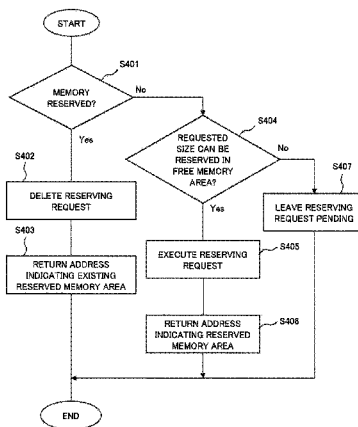 START
S401
MEMORY
RESERVED?
No
Yes
S404
REQUESTED
SIZE CAN BE
RESERVED IN
FREE MEMORY
AREA?
No
Yes
S402
DELETE RESERVING
REQUEST
S407
LEAVE RESERVING
REQUEST PENDING
S403
RETURN ADDRESS
INDICATING EXISTING
RESERVED MEMORY AREA
S405
EXECUTE RESERVING
REQUEST
S406
RETURN ADDRESS
INDICATING RESERVED
MEMORY AREA
END